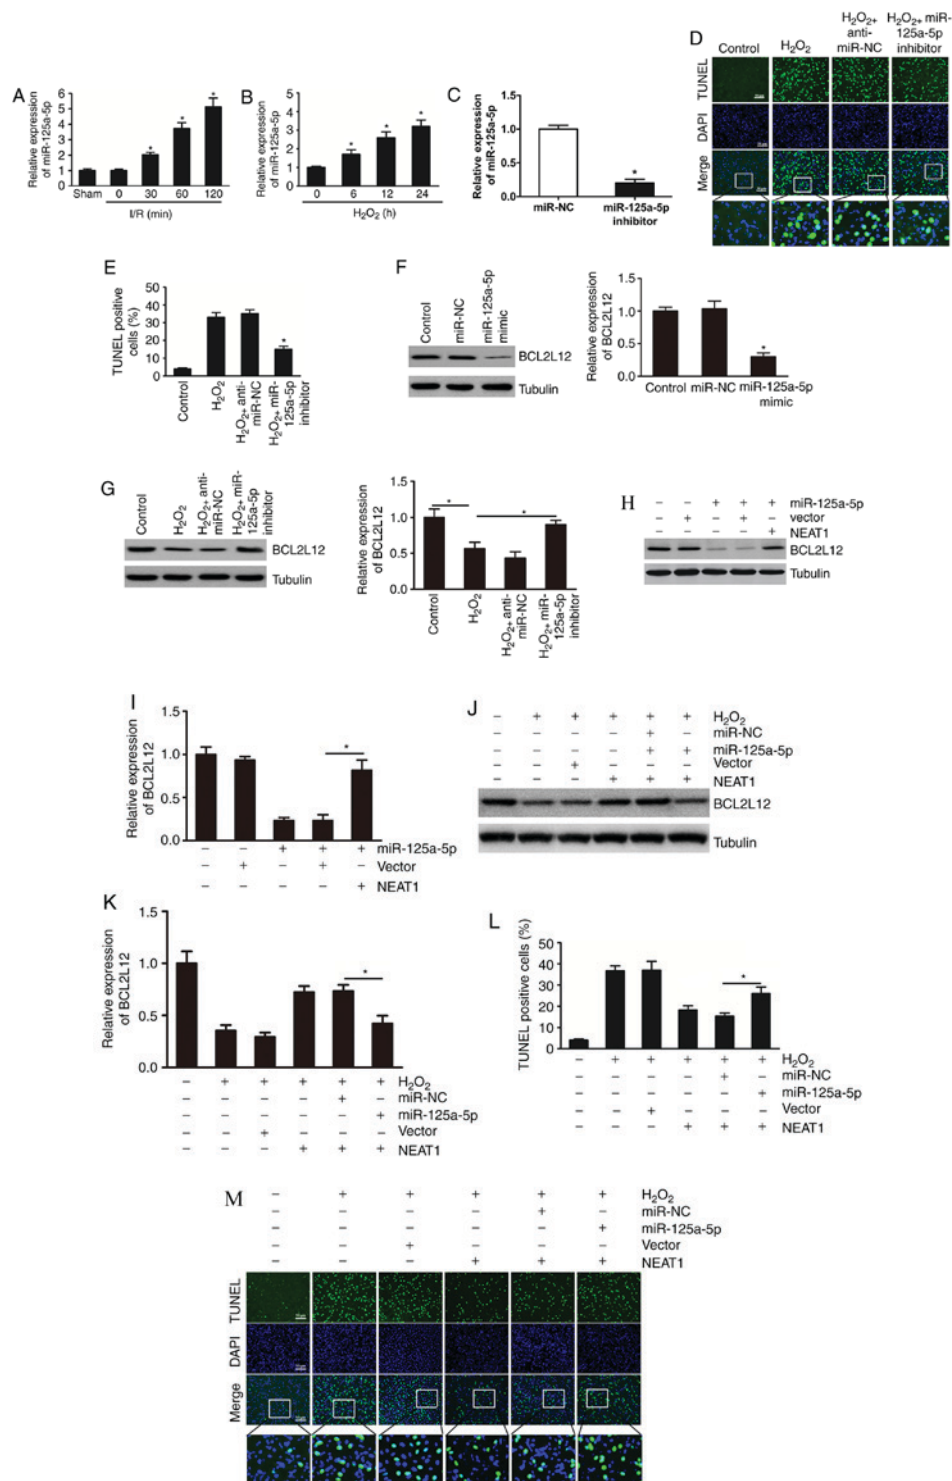 A
Relative expression
of miR-125a-5p
6
5
4
3
2
1
0
*
*
*
Sham 0 30 60 120
I/R (min)
B
Relative expression
of miR-125a-5p
5
4
3
2
1
0
*
*
*
0 6 12 24
H₂O₂ (h)
C
Relative expression
of miR-125a-5p
1.5
1.0
0.5
0.0
*
miR-NC miR-125a-5p
inhibitor
D
Control
H₂O₂
H₂O₂+
anti-
miR-NC
H₂O₂+ miR-
125a-5p
inhibitor
TUNEL
DAPI
Merge
E
TUNEL positive
cells (%)
50
40
30
20
10
0
*
Control
H₂O₂
H₂O₂+ anti-
miR-NC
H₂O₂+ miR-
125a-5p
inhibitor
F
Control
miR-NC
miR-125a-5p
mimic
BCL2L12
Tubulin
Relative expression
of BCL2L12
1.5
1.0
0.5
0.0
*
Control miR-NC miR-125a-5p
mimic
G
Control
H₂O₂
H₂O₂+ anti-
miR-NC
H₂O₂+ miR-
125a-5p
inhibitor
BCL2L12
Tubulin
Relative expression
of BCL2L12
1.5
1.0
0.5
0.0
*
*
Control
H₂O₂
H₂O₂+ anti-
miR-NC
H₂O₂+ miR-
125a-5p
inhibitor
H
– – + + + miR-125a-5p
– + – + – vector
– – – – + NEAT1
BCL2L12
Tubulin
I
Relative expression
of BCL2L12
1.5
1.0
0.5
0.0
*
– – + + + miR-125a-5p
– + – + – Vector
– – – – + NEAT1
J
– + + + + + H₂O₂
– – – – + – miR-NC
– – – – + + miR-125a-5p
– – + – – – Vector
– – – + + + NEAT1
BCL2L12
Tubulin
K
Relative expression
of BCL2L12
1.5
1.0
0.5
0.0
*
– + + + + + H₂O₂
– – – – + – miR-NC
– – – – – + miR-125a-5p
– – + – – – Vector
– – – + + + NEAT1
L
TUNEL positive cells (%)
50
40
30
20
10
0
*
– + + + + + H₂O₂
– – – – + – miR-NC
– – – – – + miR-125a-5p
– – + – – – Vector
– – – + + + NEAT1
M
– + + + + + H₂O₂
– – – – + – miR-NC
– – – – – + miR-125a-5p
– – + – – – Vector
– – – + + + NEAT1
TUNEL
DAPI
Merge